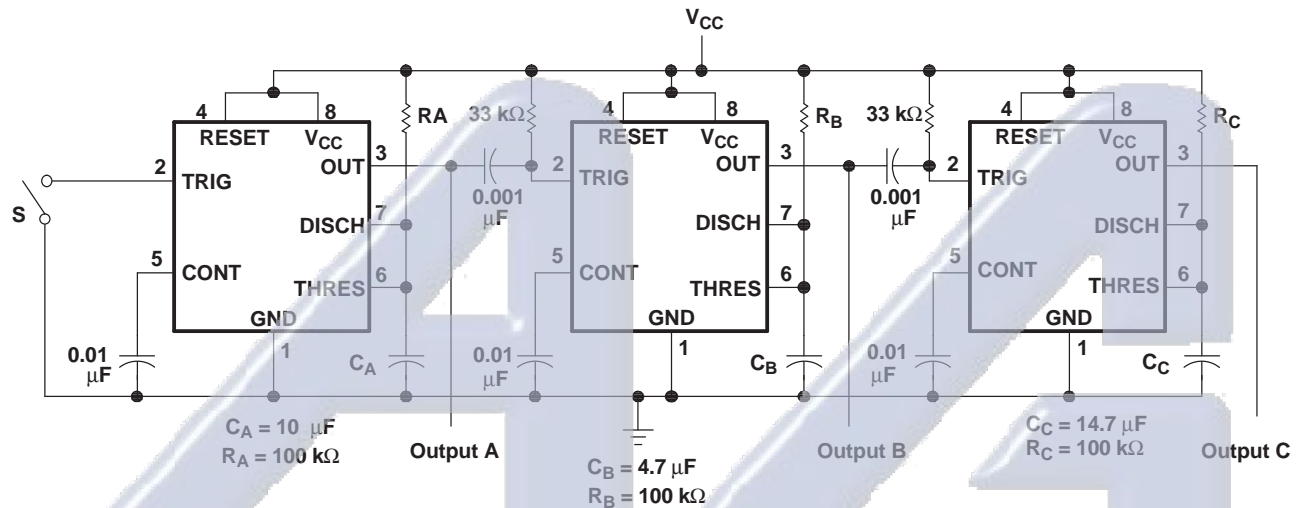 VCC
4
8
RA
33 kΩ
4
8
RB
33 kΩ
4
8
RC
RESET
VCC
RESET
VCC
RESET
VCC
2
TRIG
OUT
3
2
TRIG
OUT
3
2
TRIG
OUT
3
S
0.001
μF
0.001
μF
DISCH
7
DISCH
7
DISCH
7
5
CONT
5
CONT
5
CONT
THRES
6
THRES
6
THRES
6
GND
GND
GND
1
1
1
0.01
μF
CA
0.01
μF
CB
0.01
μF
CC
CA = 10 μF
RA = 100 kΩ
Output A
CB = 4.7 μF
RB = 100 kΩ
Output B
CC = 14.7 μF
RC = 100 kΩ
Output C